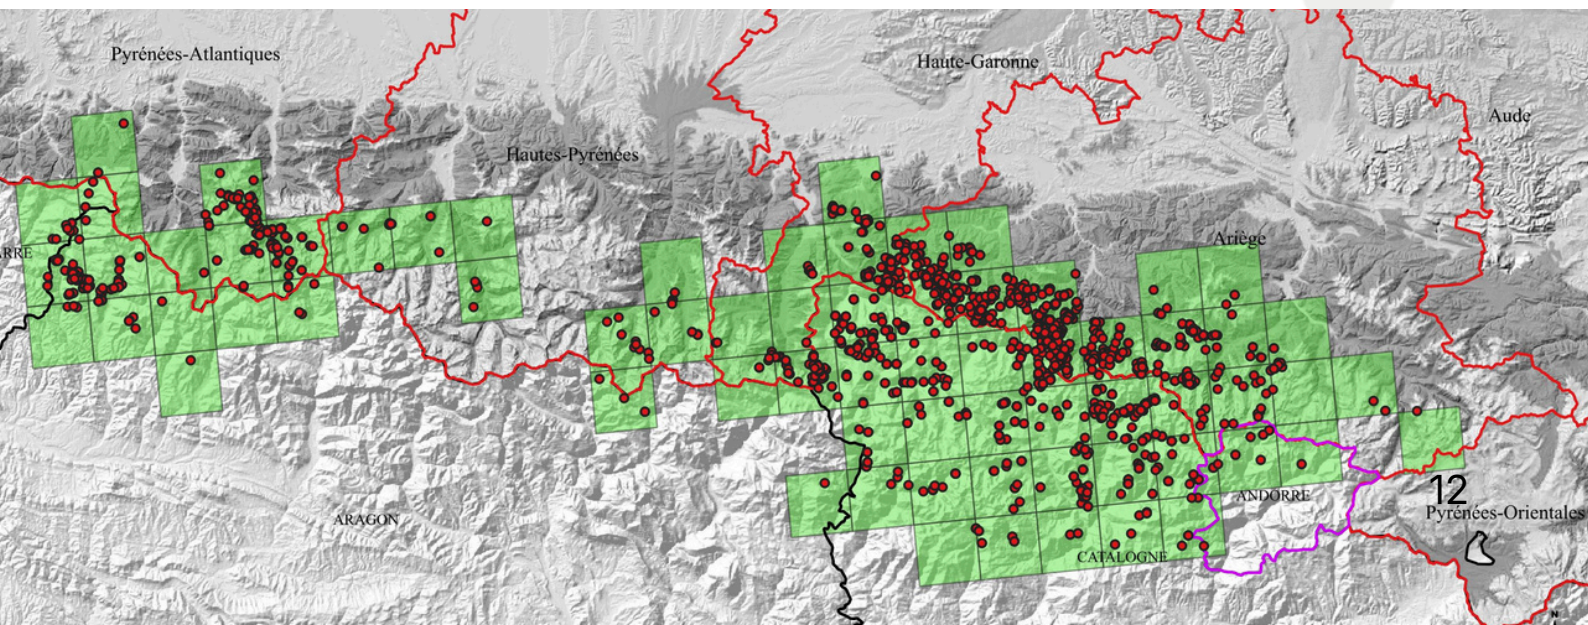 Pyrénées-Atlantiques
Haute-Garonne
Aude
Hautes-Pyrénées
Ariège
ARRE
12
ANDORRE
Pyrénées-Orientales
ARAGON
CATALOGNE
N